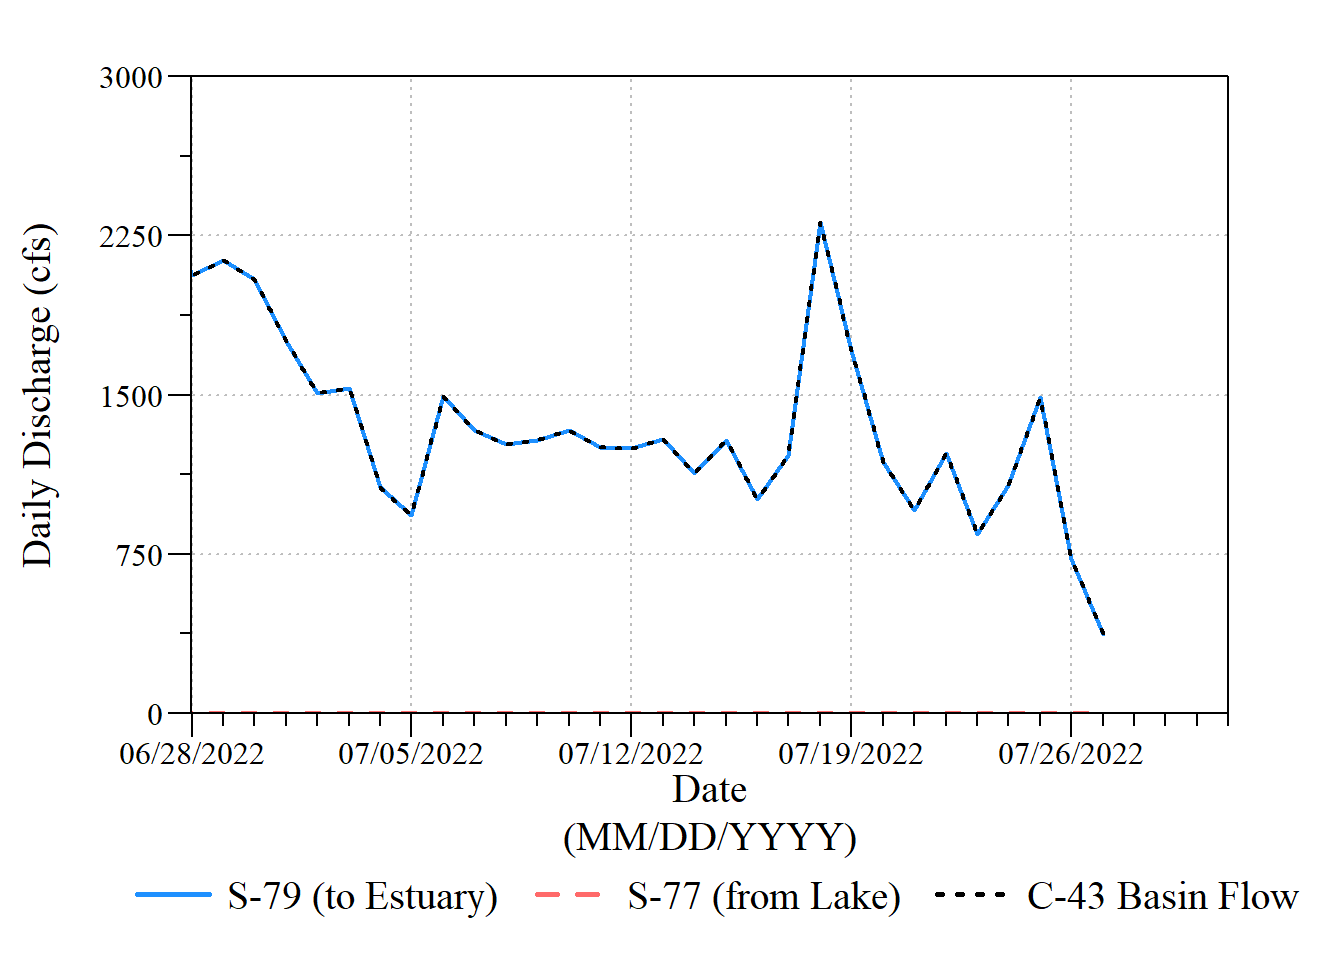 Daily Discharge (cfs)
3000
2250
1500
750
0
06/28/2022 07/05/2022 07/12/2022 07/19/2022 07/26/2022
Date
(MM/DD/YYYY)
S-79 (to Estuary) S-77 (from Lake) C-43 Basin Flow